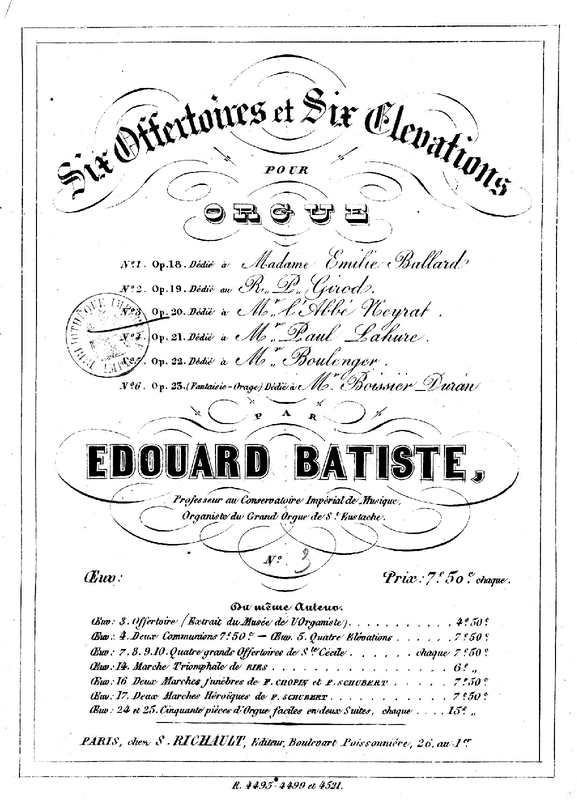 Six Offertoires et Six Elevations
POUR
ORGUE
Nº1. Op.18. Dédié à Madame Emilie Ballard
Nº2. Op.19. Dédié au R. P. Girod.
Nº3. Op.20. Dédié à Mr. l'Abbé Neyrat.
Nº4. Op.21. Dédié à Mr. Paul Lahure.
Op.22. Dédié à Mr. Boulenger.
Nº6. Op.23. (Fantaisie-Orage) Dédié à Mr. Boissier-Duran
PAR
EDOUARD BATISTE,
Professeur au Conservatoire Impérial de Musique,
Organiste du Grand Orgue de St. Eustache.
Nº. 3
Œuv: Prix: 7f 50c chaque.
Du même Auteur.
Œuv: 3. Offertoire (Extrait du Musée de l'Organiste). 4f 50c
Œuv: 4. Deux Communions 7f 50c — Œuv. 5. Quatre Elévations 7f 50c
Œuv: 7. 8. 9. 10. Quatre grands Offertoires de Ste Cécile chaque 7f 50c
Œuv: 14. Marche Triomphale de RIES 6f „
Œuv: 16 Deux Marches funèbres de F. CHOPIN et F. SCHUBERT 7f 50c
Œuv: 17. Deux Marches Héroïques de F. SCHUBERT 7f 50c
Œuv: 24 et 25. Cinquante pièces d'Orgue faciles en deux Suites, chaque 15f „
PARIS, chez S. RICHAULT, Editeur, Boulevart Poissonnière, 26, au 1er
R. 4495 - 4499 et 4521.